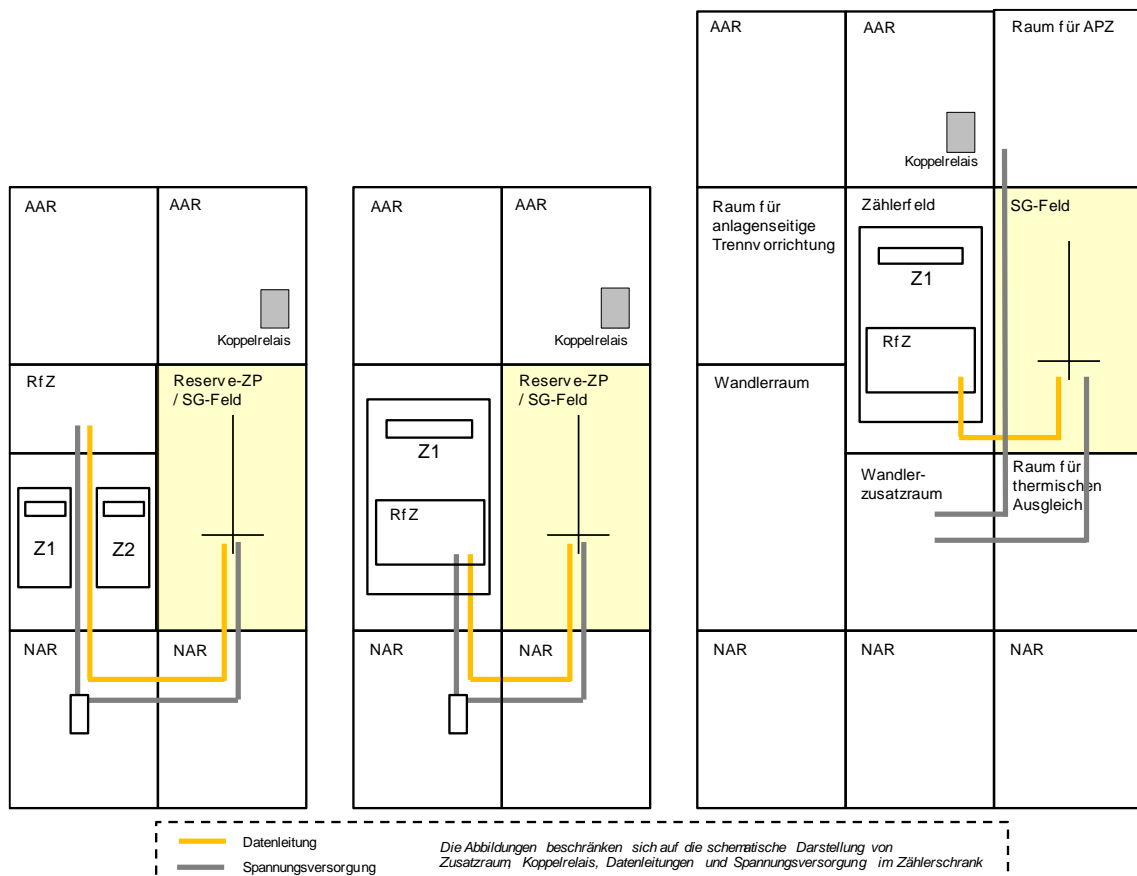 AAR
AAR
Koppelrelais
RfZ
Reserve-ZP
/ SG-Feld
Z1
Z2
NAR
NAR
AAR
AAR
Koppelrelais
Z1
RfZ
Reserve-ZP
/ SG-Feld
NAR
NAR
AAR
AAR
Raum für APZ
Koppelrelais
Raum für
anlagenseitige
Trennvorrichtung
Zählerfeld
SG-Feld
Z1
RfZ
Wandlerraum
Wandler-
zusatzraum
Raum für
thermischen
Ausgleich
NAR
NAR
NAR
Datenleitung
Spannungsversorgung
Die Abbildungen beschränken sich auf die schematische Darstellung von
Zusatzraum, Koppelrelais, Datenleitungen und Spannungsversorgung im Zählerschrank